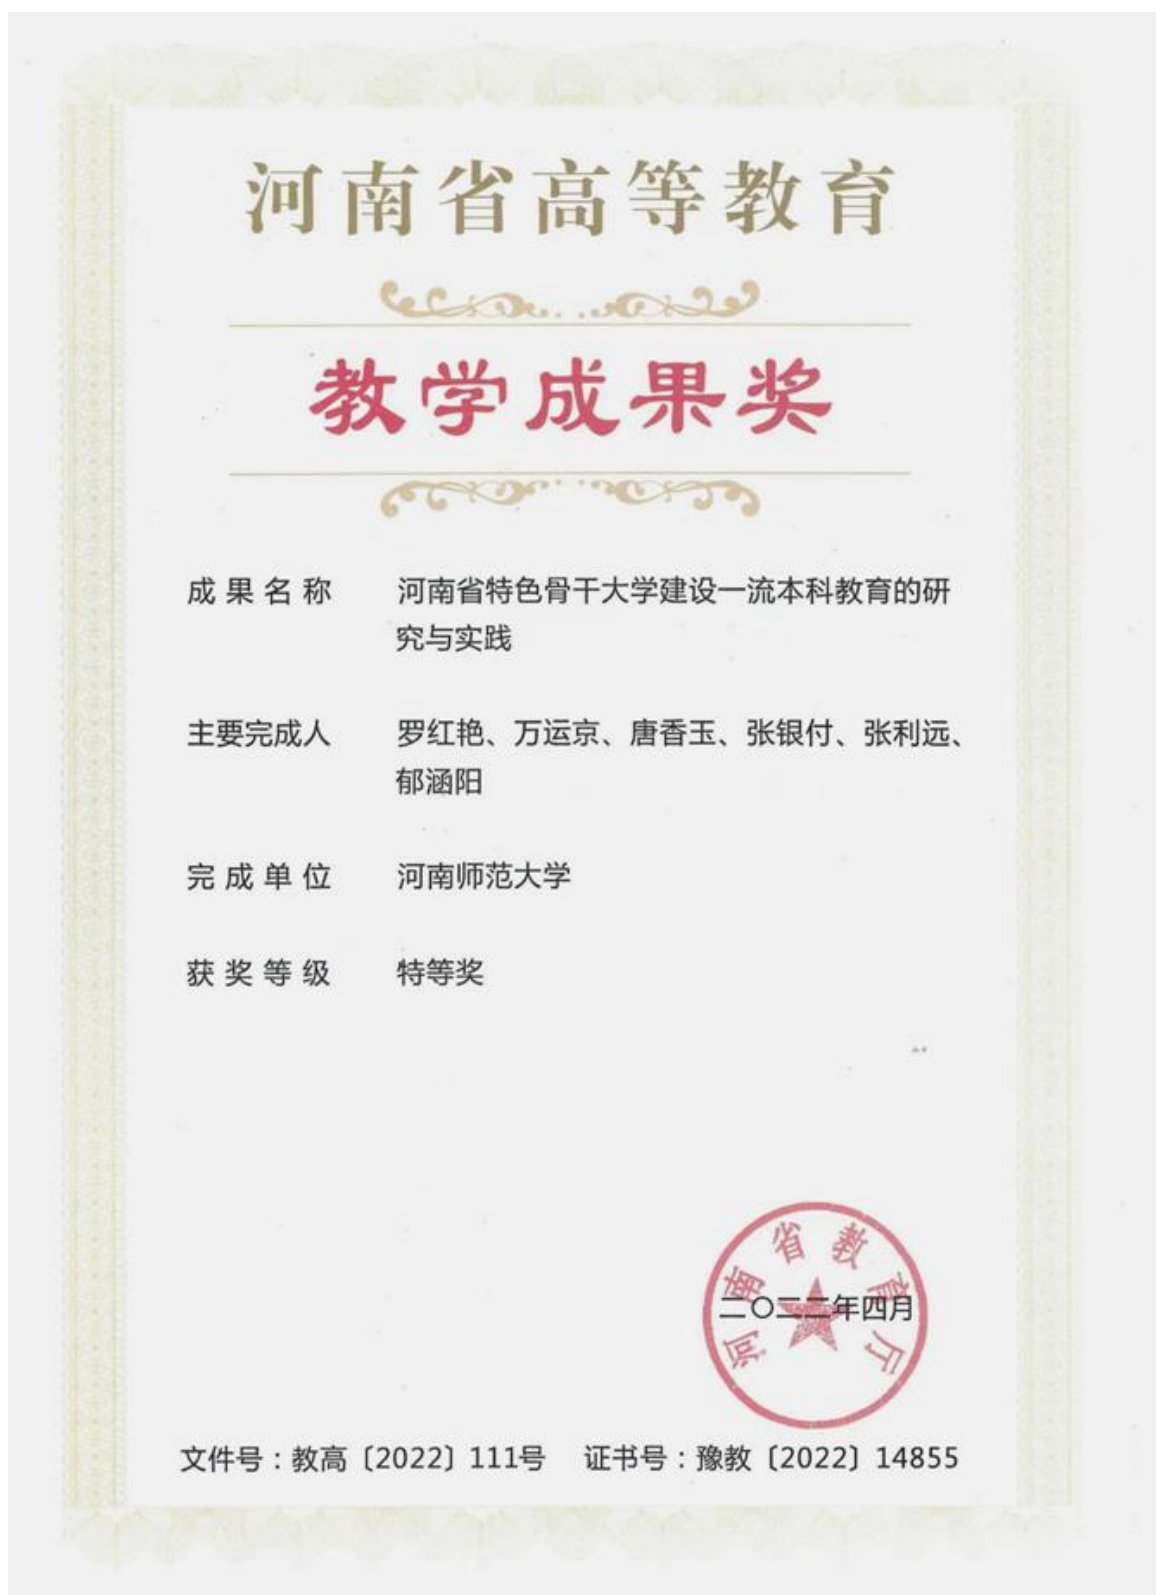 河南省高等教育
教学成果奖
成果名称 河南省特色骨干大学建设一流本科教育的研
究与实践
主要完成人 罗红艳、万运京、唐香玉、张银付、张利远、
郁涵阳
完成单位 河南师范大学
获奖等级 特等奖
河南省教育厅
二〇二二年四月
文件号：教高〔2022〕111号 证书号：豫教〔2022〕14855